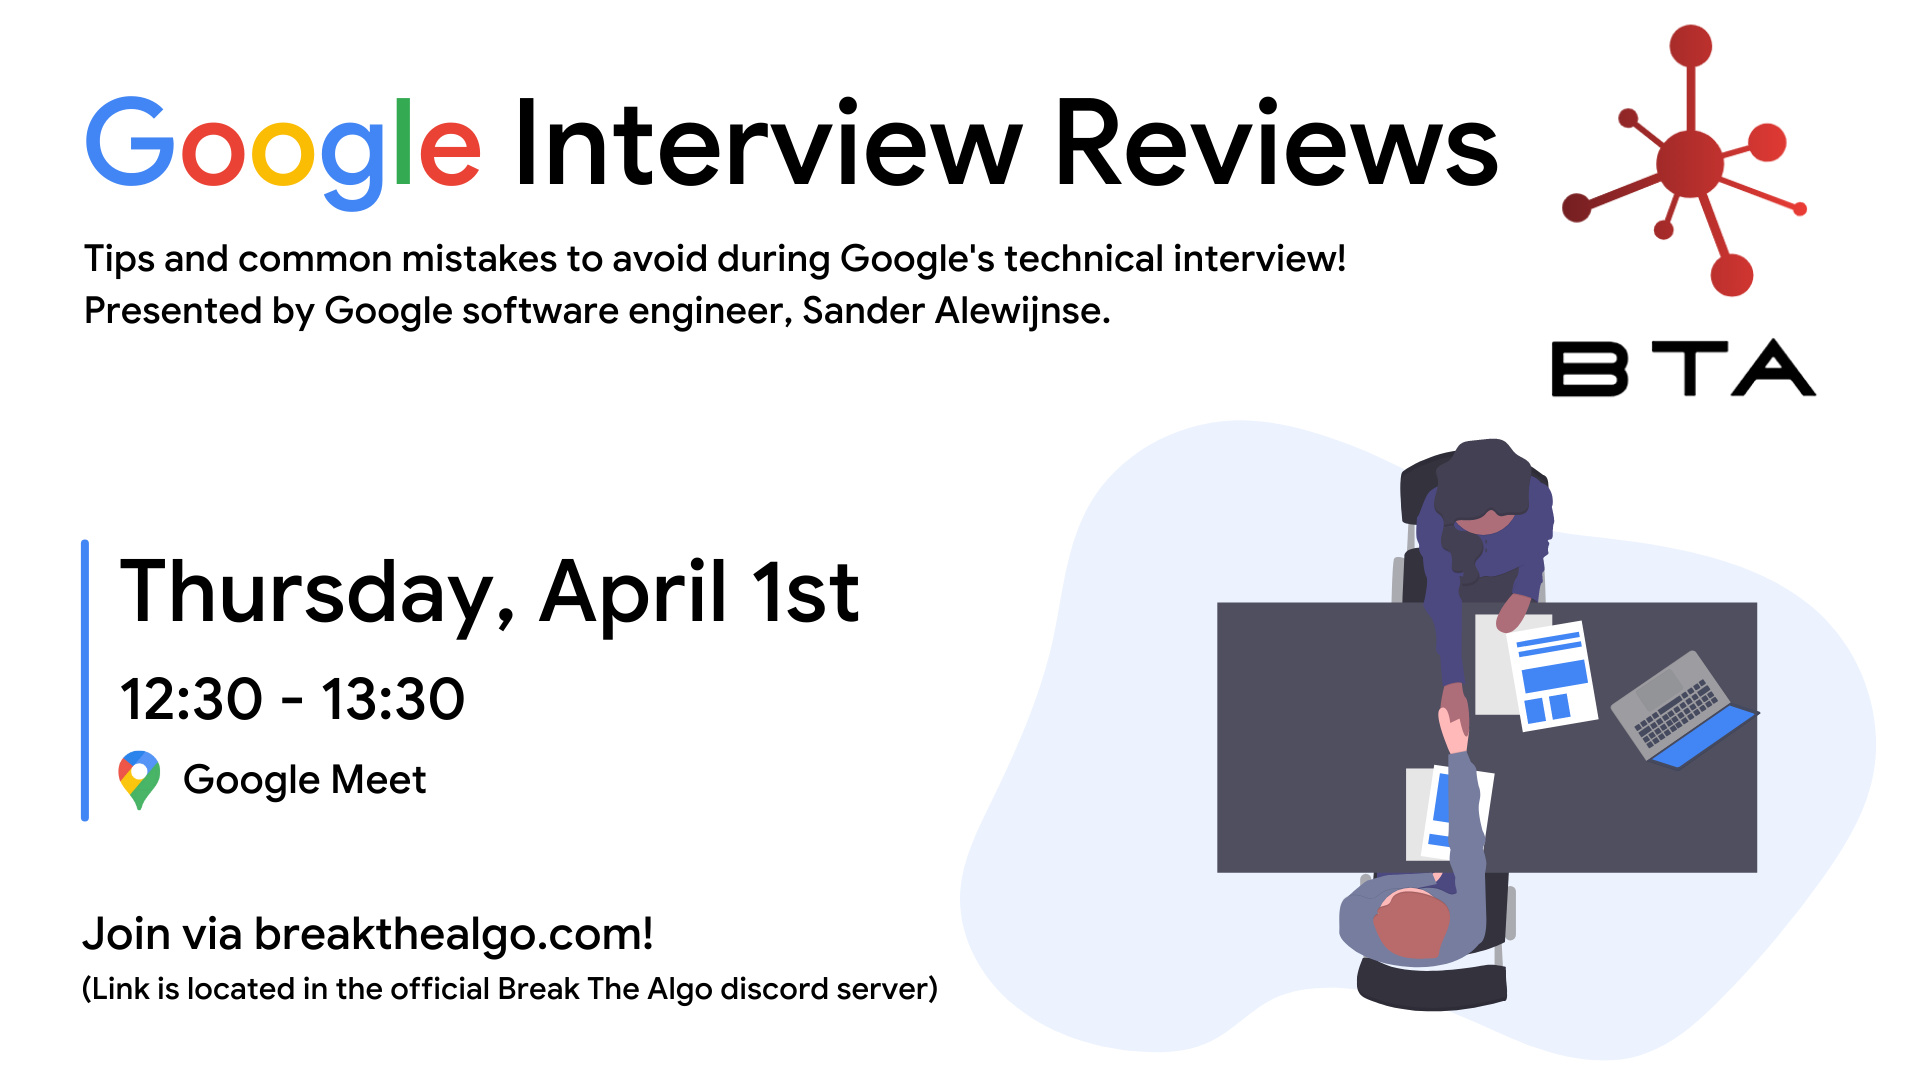 Google Interview Reviews
Tips and common mistakes to avoid during Google's technical interview!
Presented by Google software engineer, Sander Alewijnse.
BTA
Thursday, April 1st
12:30 - 13:30
Google Meet
Join via breakthealgo.com!
(Link is located in the official Break The Algo discord server)